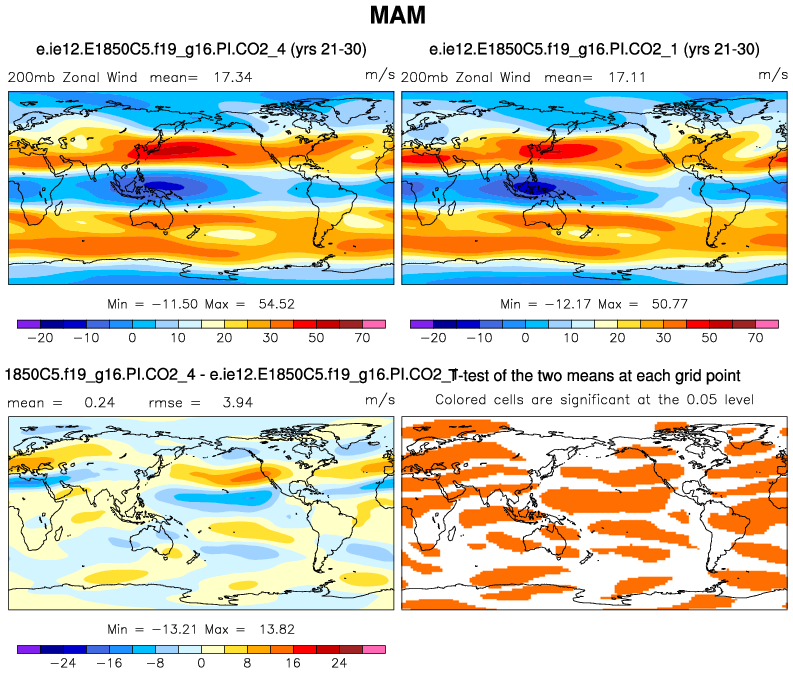 MAM
e.ie12.E1850C5.f19_g16.PI.CO2_4 (yrs 21-30)
e.ie12.E1850C5.f19_g16.PI.CO2_1 (yrs 21-30)
200mb Zonal Wind mean= 17.34 m/s
200mb Zonal Wind mean= 17.11 m/s
Min = -11.50 Max = 54.52
Min = -12.17 Max = 50.77
-20 -10 0 10 20 30 50 70
-20 -10 0 10 20 30 50 70
1850C5.f19_g16.PI.CO2_4 - e.ie12.E1850C5.f19_g16.PI.CO2_
T-test of the two means at each grid point
mean = 0.24 rmse = 3.94 m/s
Colored cells are significant at the 0.05 level
Min = -13.21 Max = 13.82
-24 -16 -8 0 8 16 24